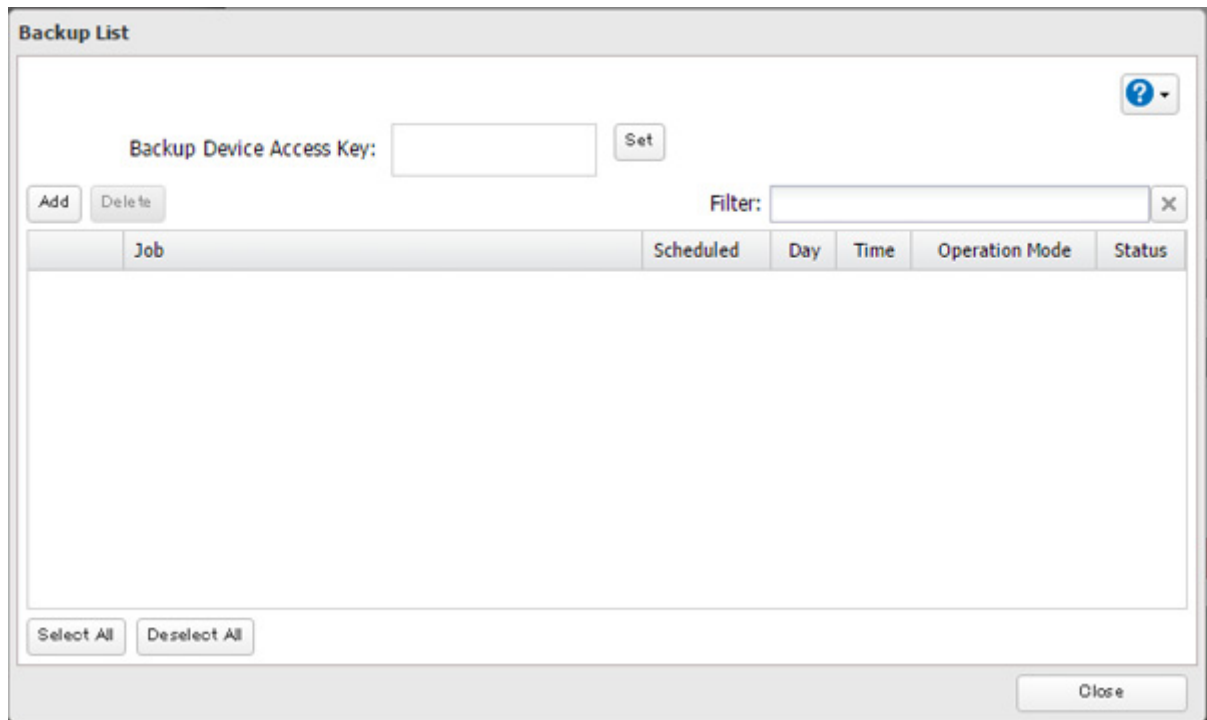 Backup List
Backup Device Access Key: Set
Add Delete Filter:
Job Scheduled Day Time Operation Mode Status
Select All Deselect All
Close